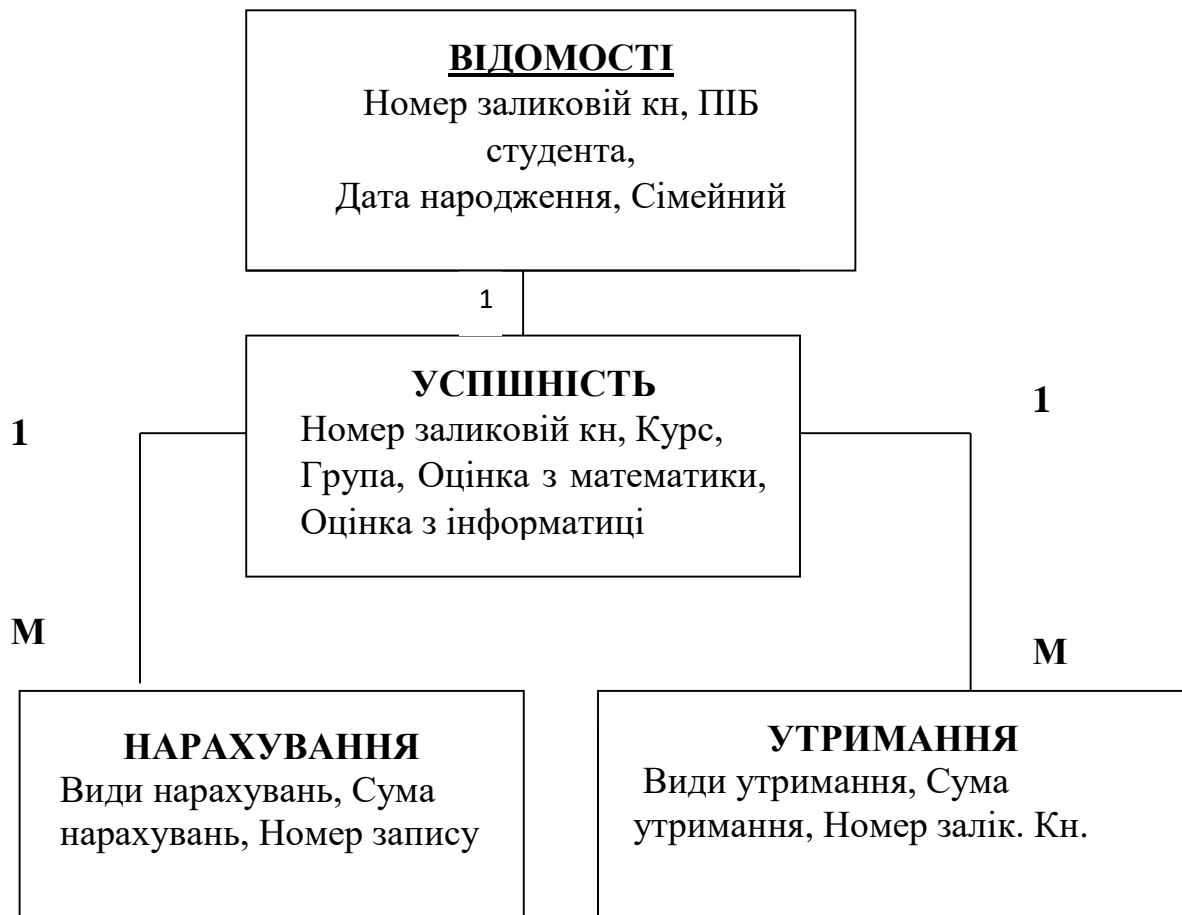 ВІДОМОСТІ
Номер заликовій кн, ПІБ
студента,
Дата народження, Сімейний
1
УСПШНІСТЬ
Номер заликовій кн, Курс,
Група, Оцінка з математики,
Оцінка з інформатиці
1
1
М
М
НАРАХУВАННЯ
Види нарахувань, Сума
нарахувань, Номер запису
УТРИМАННЯ
Види утримання, Сума
утримання, Номер залік. Кн.